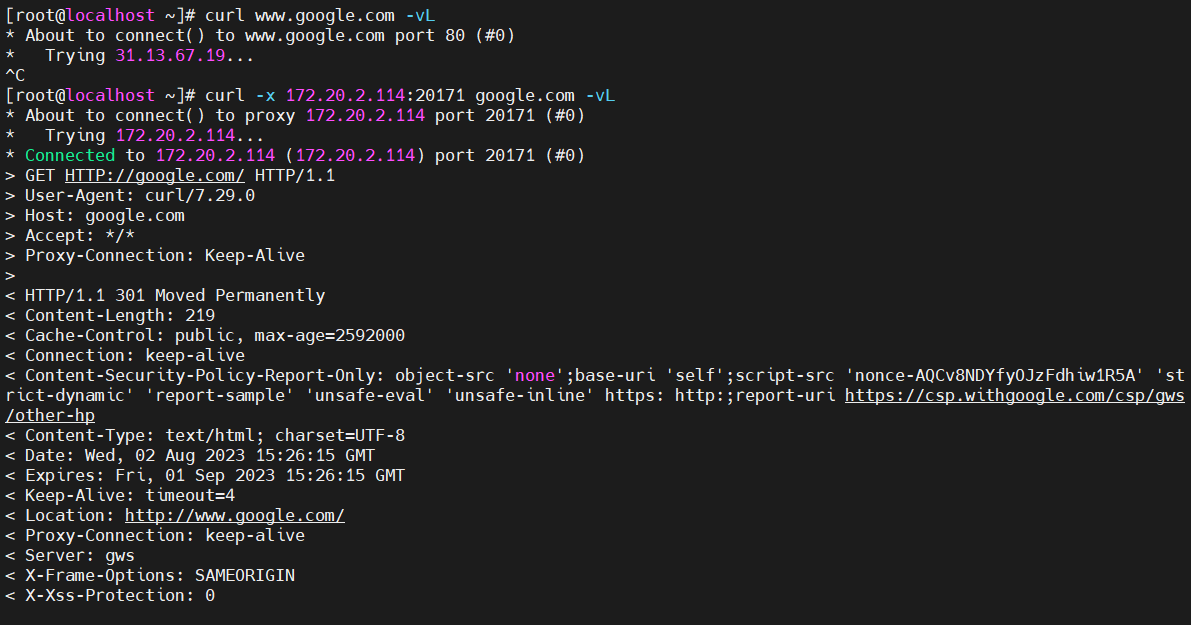 [root@localhost ~]# curl www.google.com -vL
* About to connect() to www.google.com port 80 (#0)
*   Trying 31.13.67.19...
^C
[root@localhost ~]# curl -x 172.20.2.114:20171 google.com -vL
* About to connect() to proxy 172.20.2.114 port 20171 (#0)
*   Trying 172.20.2.114...
* Connected to 172.20.2.114 (172.20.2.114) port 20171 (#0)
> GET HTTP://google.com/ HTTP/1.1
> User-Agent: curl/7.29.0
> Host: google.com
> Accept: */*
> Proxy-Connection: Keep-Alive
>
< HTTP/1.1 301 Moved Permanently
< Content-Length: 219
< Cache-Control: public, max-age=2592000
< Connection: keep-alive
< Content-Security-Policy-Report-Only: object-src 'none';base-uri 'self';script-src 'nonce-AQCv8NDYfyOJzFdhiw1R5A' 'st
rict-dynamic' 'report-sample' 'unsafe-eval' 'unsafe-inline' https: http:;report-uri https://csp.withgoogle.com/csp/gws
/other-hp
< Content-Type: text/html; charset=UTF-8
< Date: Wed, 02 Aug 2023 15:26:15 GMT
< Expires: Fri, 01 Sep 2023 15:26:15 GMT
< Keep-Alive: timeout=4
< Location: http://www.google.com/
< Proxy-Connection: keep-alive
< Server: gws
< X-Frame-Options: SAMEORIGIN
< X-Xss-Protection: 0